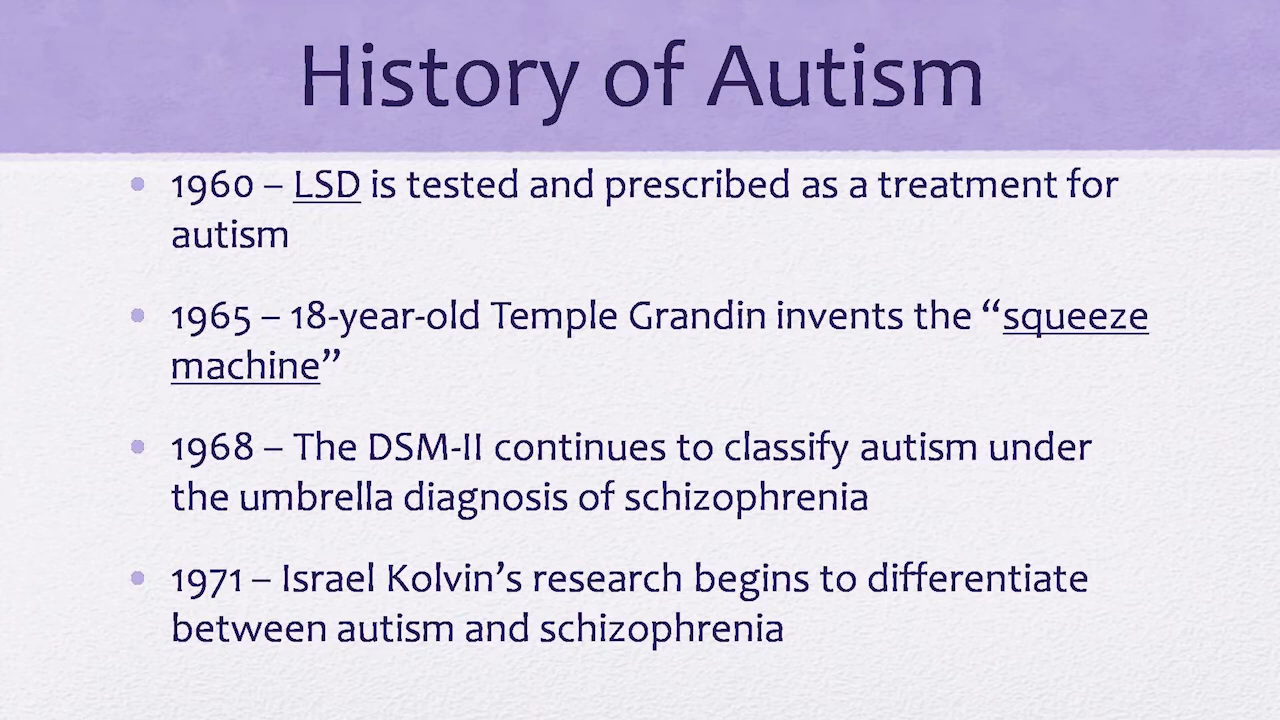 History of Autism
• 1960 – LSD is tested and prescribed as a treatment for
autism
• 1965 – 18-year-old Temple Grandin invents the “squeeze
machine”
• 1968 – The DSM-II continues to classify autism under
the umbrella diagnosis of schizophrenia
• 1971 – Israel Kolvin’s research begins to differentiate
between autism and schizophrenia